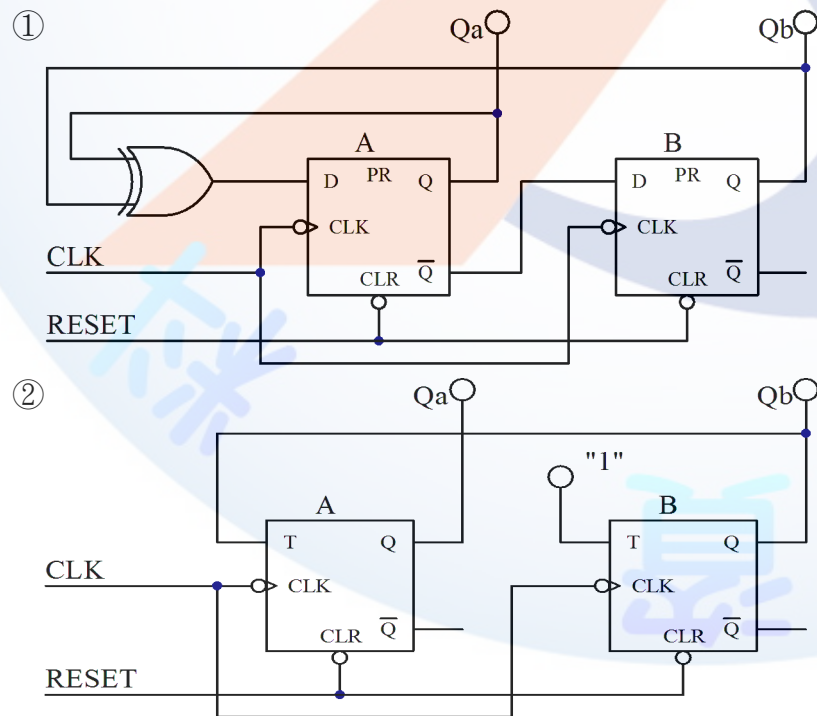 ①
Qa Qb
A B
D PR Q D PR Q
CLK CLK
CLK
CLR Q̅ CLR Q̅
RESET
②
Qa Qb
"1"
A B
T Q T Q
CLK CLK CLK
CLR Q̅ CLR Q̅
RESET